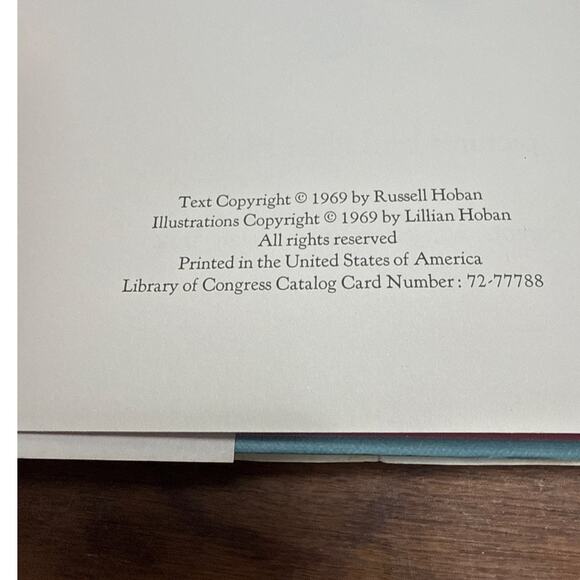 Text Copyright © 1969 by Russell Hoban
Illustrations Copyright © 1969 by Lillian Hoban
All rights reserved
Printed in the United States of America
Library of Congress Catalog Card Number: 72-77788